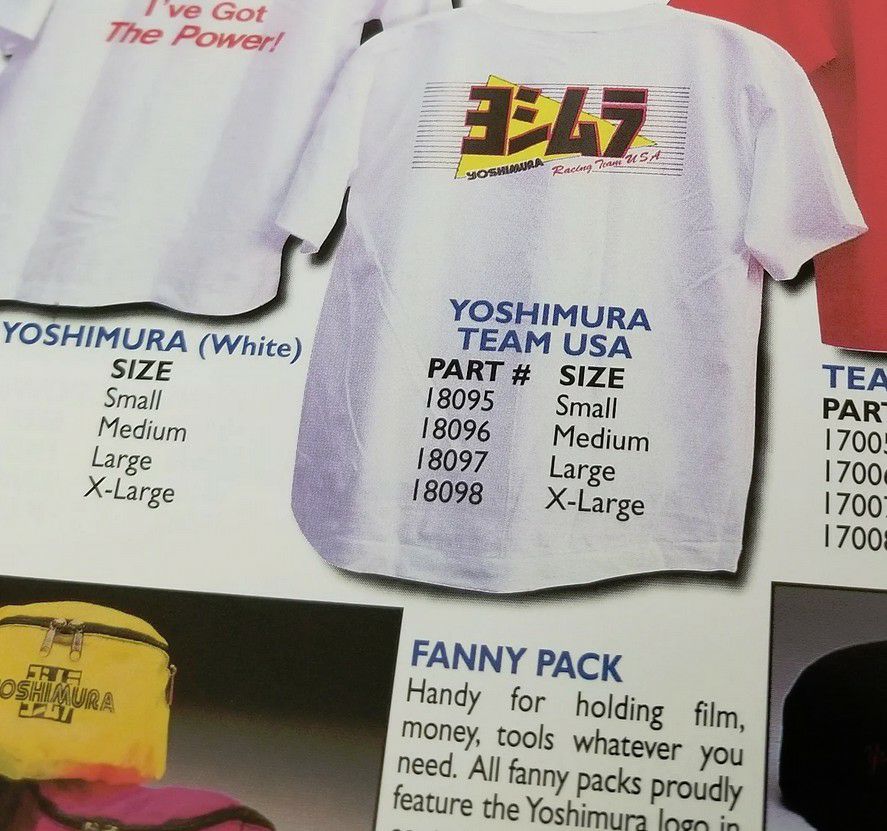 I've Got
The Power!
ヨシムラ
YOSHIMURA Racing Team USA
YOSHIMURA (White)
SIZE
Small
Medium
Large
X-Large
YOSHIMURA
TEAM USA
PART # SIZE
18095 Small
18096 Medium
18097 Large
18098 X-Large
TEA
PAR
1700
1700
1700
1700
YOSHIMURA
FANNY PACK
Handy for holding film,
money, tools whatever you
need. All fanny packs proudly
feature the Yoshimura logo in